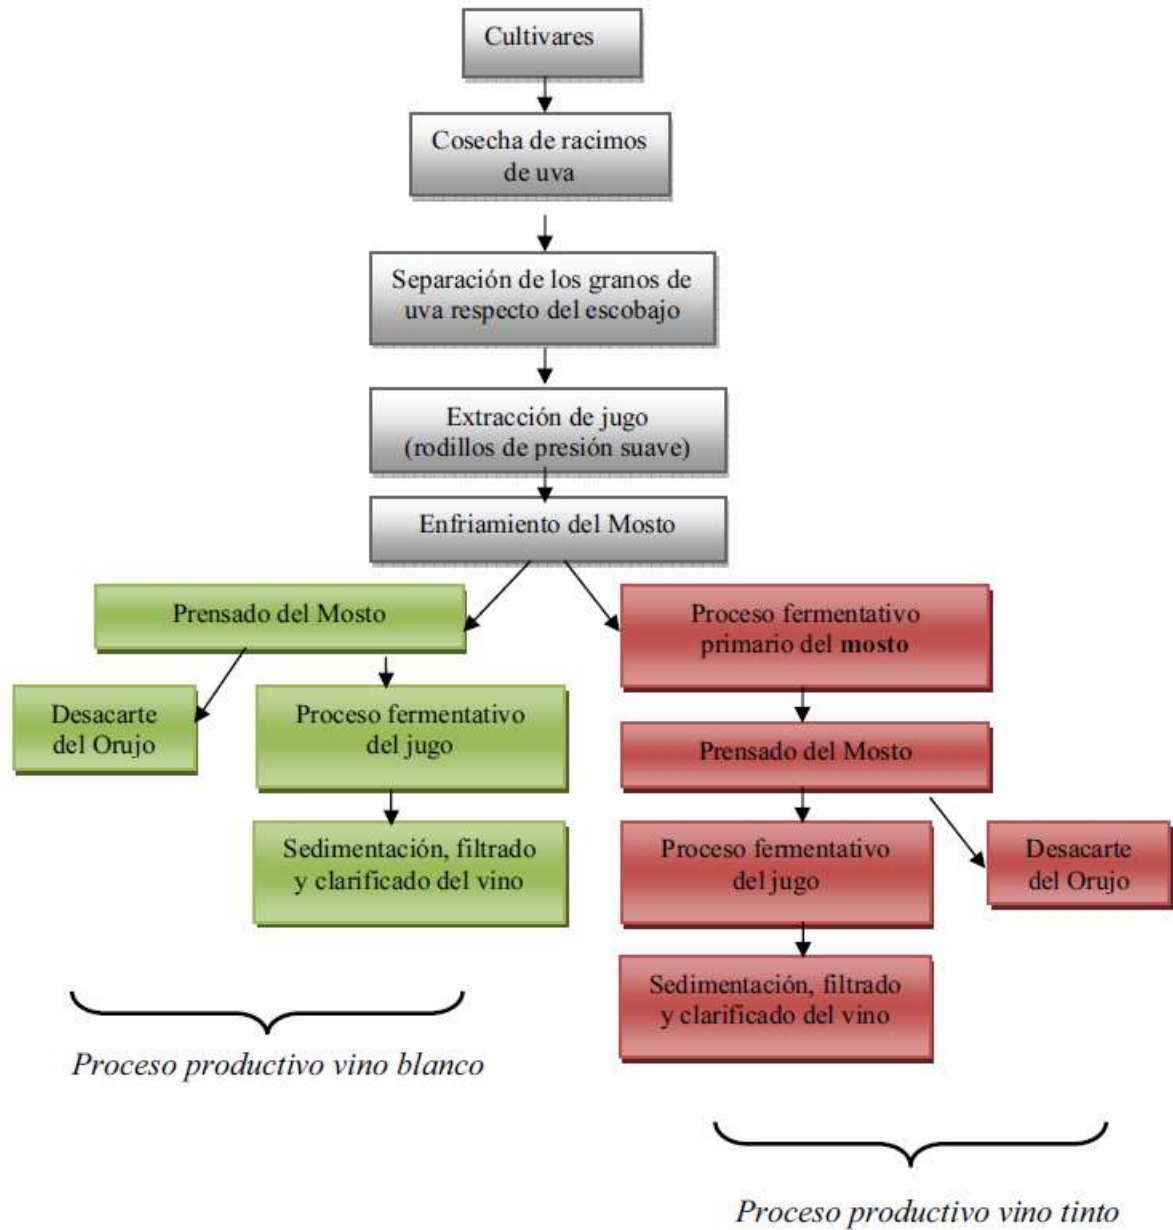 Cultivares
Cosecha de racimos
de uva
Separación de los granos de
uva respecto del escobajo
Extracción de jugo
(rodillos de presión suave)
Enfriamiento del Mosto
Prensado del Mosto
Desacarte
del Orujo
Proceso fermentativo
del jugo
Sedimentación, filtrado
y clarificado del vino
Proceso productivo vino blanco
Proceso fermentativo
primario del mosto
Prensado del Mosto
Proceso fermentativo
del jugo
Desacarte
del Orujo
Sedimentación, filtrado
y clarificado del vino
Proceso productivo vino tinto